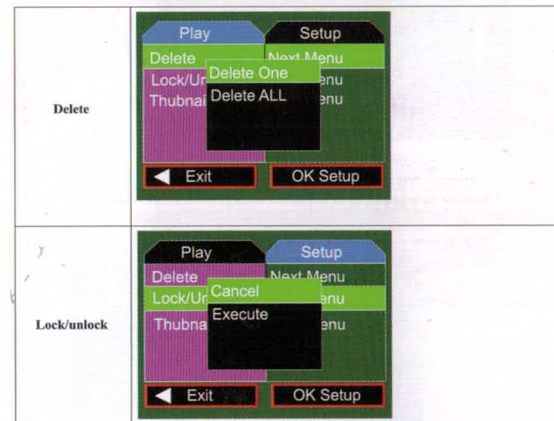 Delete
Play Setup
Delete Next Menu
Lock/Ur Delete One enu
Thubnai Delete ALL enu
Exit OK Setup
Lock/unlock
Play Setup
Delete Next Menu
Lock/Ur Cancel enu
Thubna Execute enu
Exit OK Setup